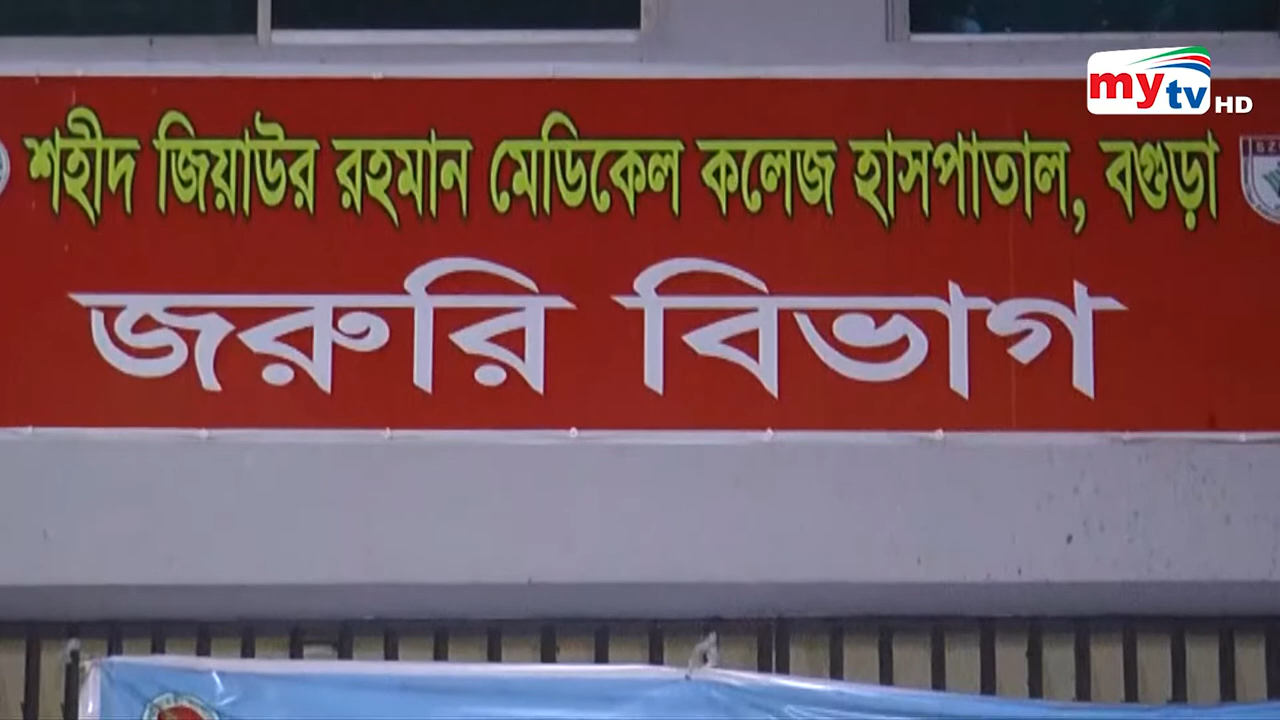 mytv HD
শহীদ জিয়াউর রহমান মেডিকেল কলেজ হাসপাতাল, বগুড়া
জরুরি বিভাগ